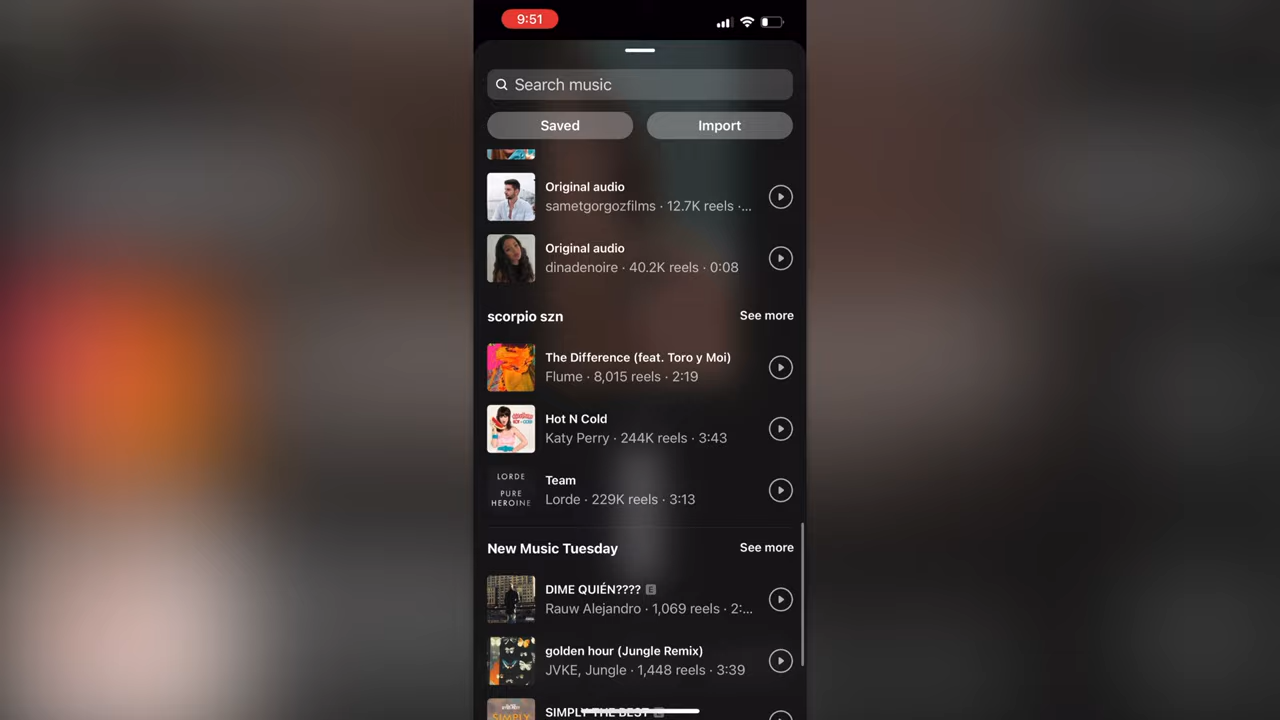 9:51
Search music
Saved
Import
Original audio
sametgorgozfilms · 12.7K reels ·...
Original audio
dinadenoire · 40.2K reels · 0:08
scorpio szn
See more
The Difference (feat. Toro y Moi)
Flume · 8,015 reels · 2:19
Hot N Cold
Katy Perry · 244K reels · 3:43
LORDE
PURE
HEROINE
Team
Lorde · 229K reels · 3:13
New Music Tuesday
See more
DIME QUIÉN???? E
Rauw Alejandro · 1,069 reels · 2:...
golden hour (Jungle Remix)
JVKE, Jungle · 1,448 reels · 3:39
SIMPLY
SIMPLY THE BEST E